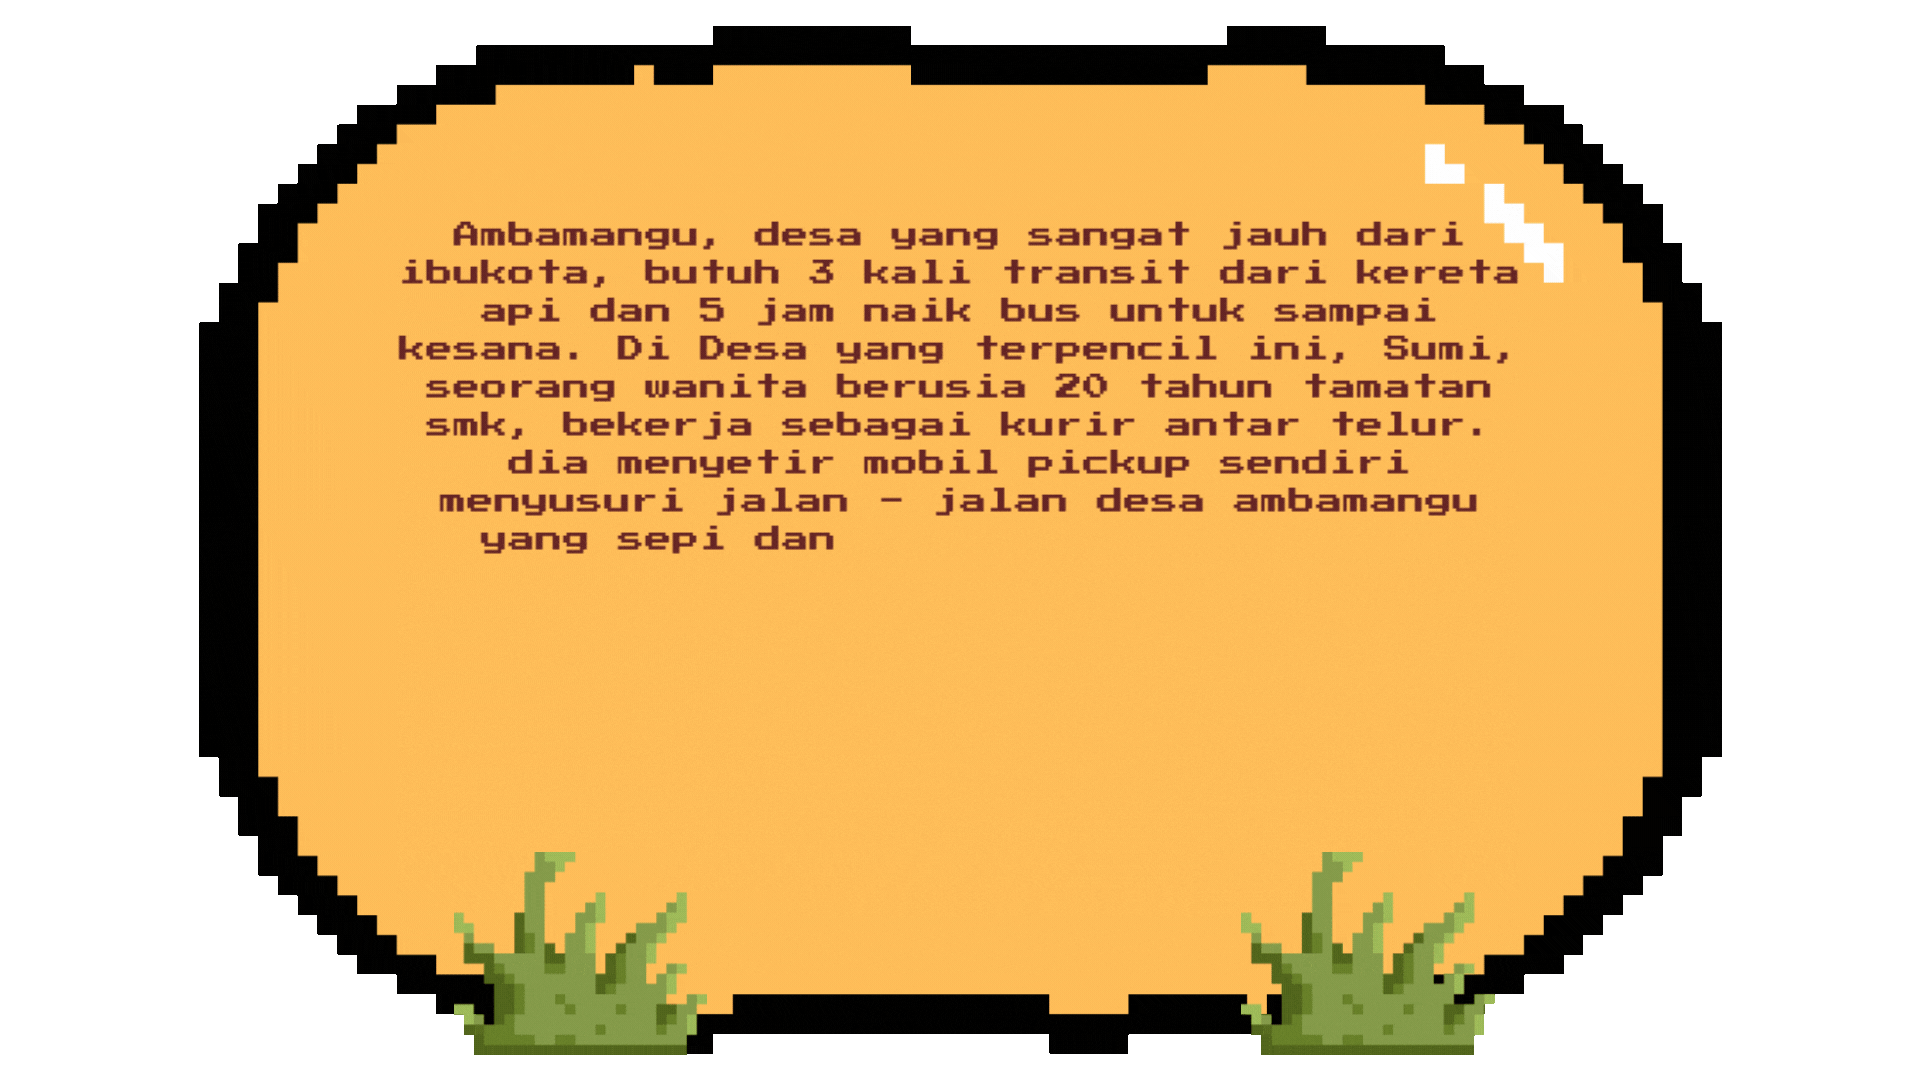 Ambamangu, desa yang sangat jauh dari
ibukota, butuh 3 kali transit dari kereta
api dan 5 jam naik bus untuk sampai
kesana. Di Desa yang terpencil ini, Sumi,
seorang wanita berusia 20 tahun tamatan
smk, bekerja sebagai kurir antar telur.
dia menyetir mobil pickup sendiri
menyusuri jalan - jalan desa ambamangu
yang sepi dan